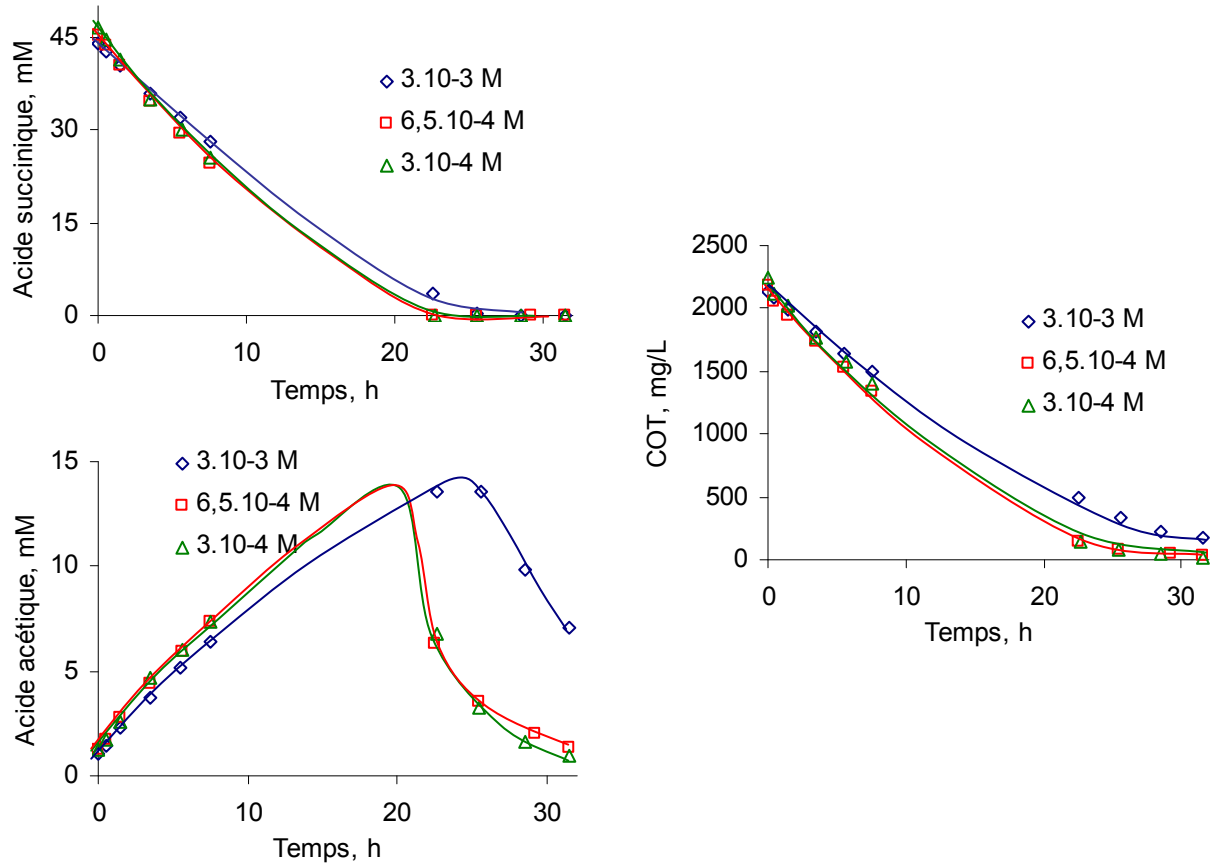 Acide succinique, mM
45
30
15
0
3.10-3 M
6,5.10-4 M
3.10-4 M
0 10 20 30
Temps, h
Acide acétique, mM
15
10
5
0
3.10-3 M
6,5.10-4 M
3.10-4 M
0 10 20 30
Temps, h
COT, mg/L
2500
2000
1500
1000
500
0
3.10-3 M
6,5.10-4 M
3.10-4 M
0 10 20 30
Temps, h